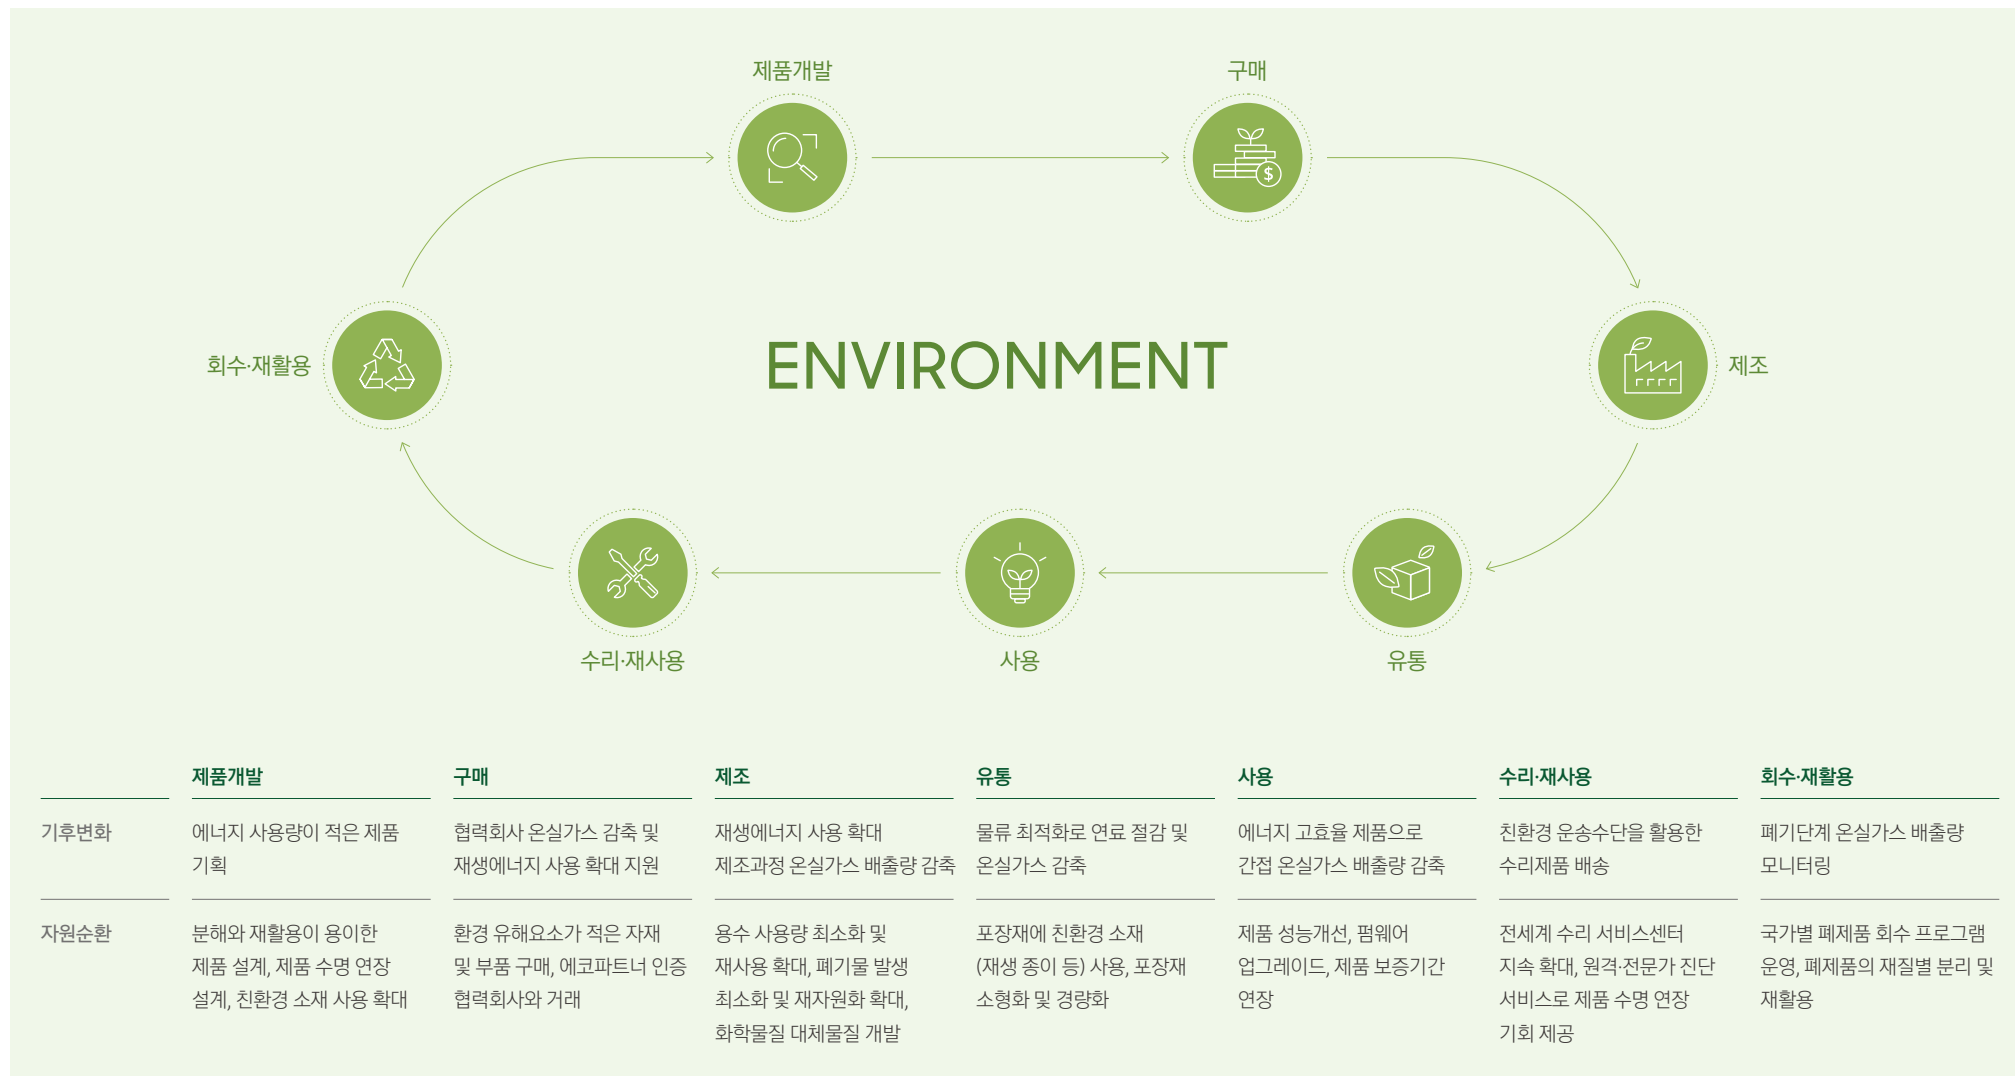 제품개발
구매
회수·재활용
ENVIRONMENT
제조
수리·재사용
사용
유통
$
제품개발
구매
제조
유통
사용
수리·재사용
회수·재활용
기후변화
에너지 사용량이 적은 제품
기획
협력회사 온실가스 감축 및
재생에너지 사용 확대 지원
재생에너지 사용 확대
제조과정 온실가스 배출량 감축
물류 최적화로 연료 절감 및
온실가스 감축
에너지 고효율 제품으로
간접 온실가스 배출량 감축
친환경 운송수단을 활용한
수리제품 배송
폐기단계 온실가스 배출량
모니터링
자원순환
분해와 재활용이 용이한
제품 설계, 제품 수명 연장
설계, 친환경 소재 사용 확대
환경 유해요소가 적은 자재
및 부품 구매, 에코파트너 인증
협력회사와 거래
용수 사용량 최소화 및
재사용 확대, 폐기물 발생
최소화 및 재자원화 확대,
화학물질 대체물질 개발
포장재에 친환경 소재
(재생 종이 등) 사용, 포장재
소형화 및 경량화
제품 성능개선, 펌웨어
업그레이드, 제품 보증기간
연장
전세계 수리 서비스센터
지속 확대, 원격·전문가 진단
서비스로 제품 수명 연장
기회 제공
국가별 폐제품 회수 프로그램
운영, 폐제품의 재질별 분리 및
재활용